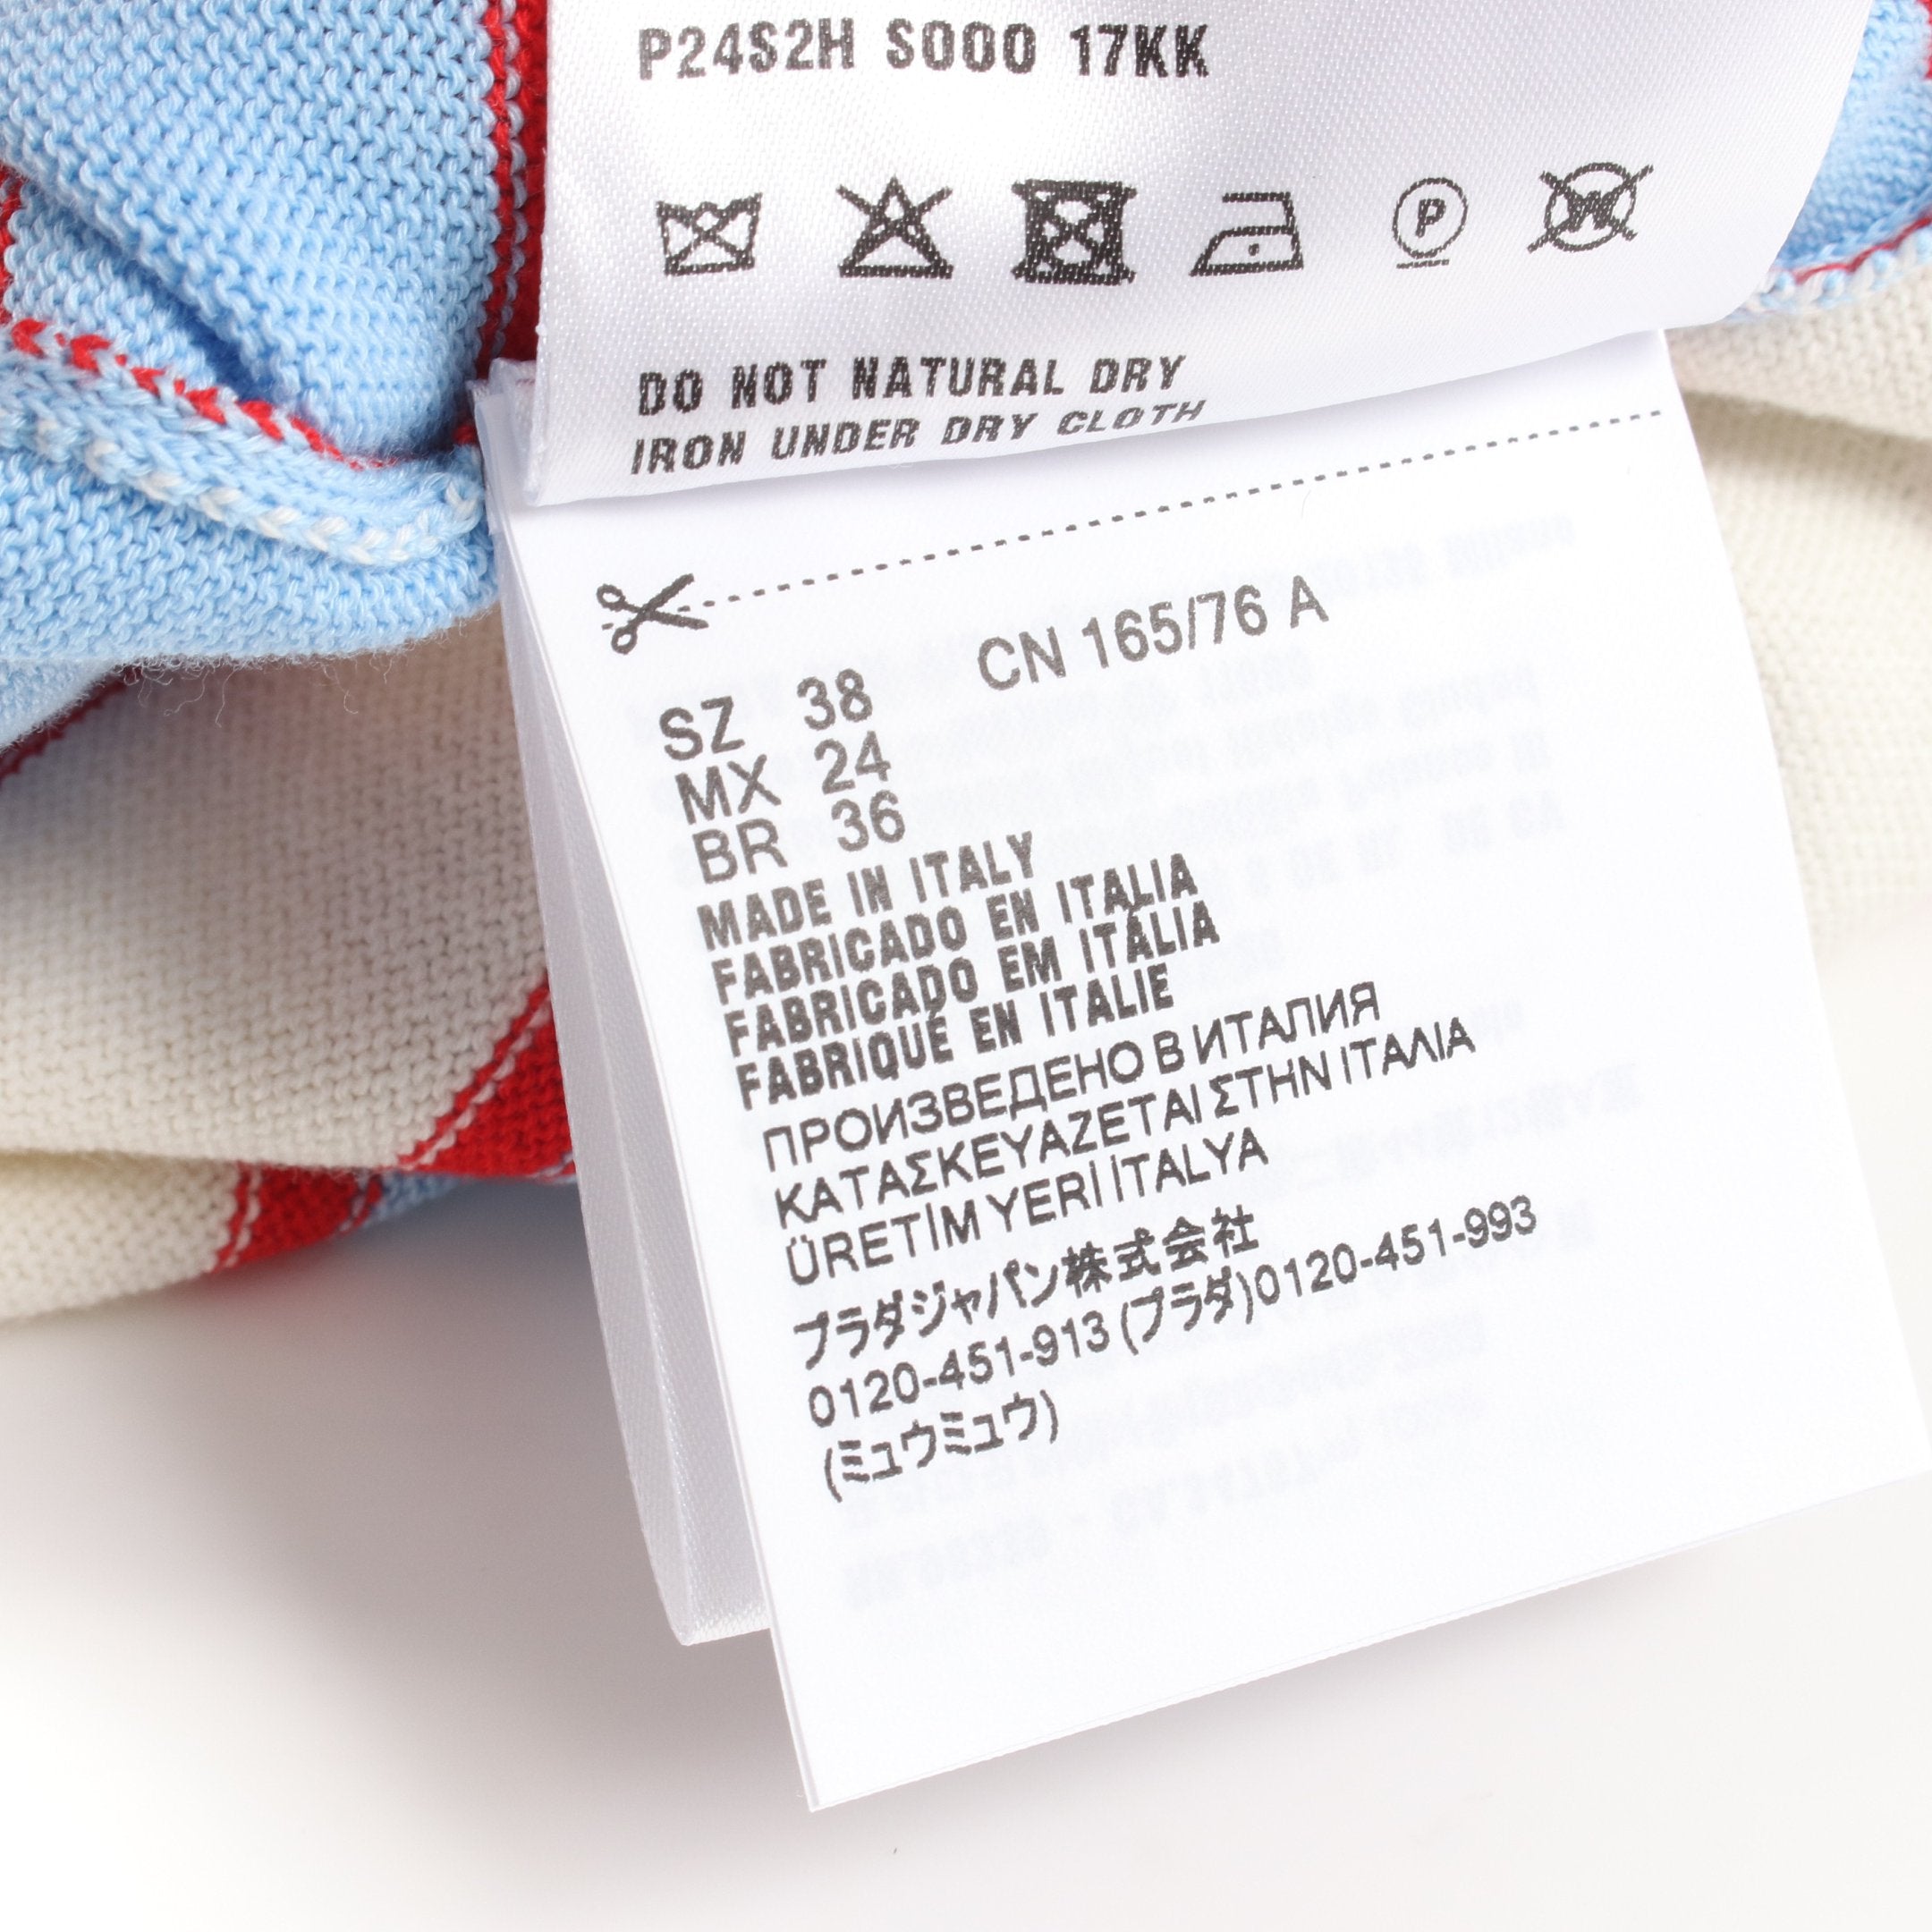 P24S2H S000 17KK
DO NOT NATURAL DRY
IRON UNDER DRY CLOTH
CN 165/76 A
SZ 38
MX 24
BR 36
MADE IN ITALY
FABRICADO EN ITALIA
FABRICADO EM ITÁLIA
FABRIQUÉ EN ITALIE
ПРОИЗВЕДЕНО В ИТАЛИЯ
ΚΑΤΑΣΚΕΥΑΖΕΤΑΙ ΣΤΗΝ ΙΤΑΛΙΑ
ÜRETİM YERİ İTALYA
プラダジャパン株式会社
0120-451-913 (プラダ)0120-451-993
(ミュウミュウ)